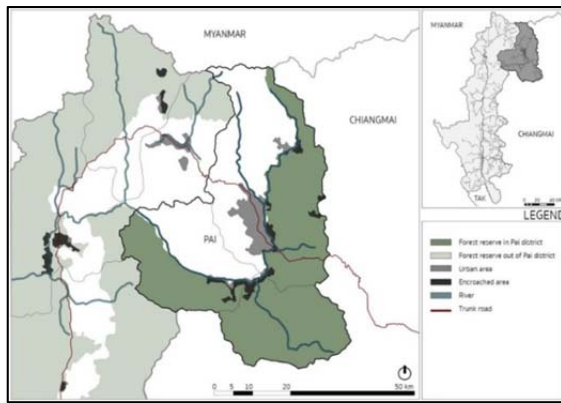 MYANMAR
CHIANGMAI
PAI
0 5 10 20 50 km
MYANMAR
CHIANGMAI
TAK
LEGEND
Forest reserve in Pai district
Forest reserve out of Pai district
Urban area
Encroached area
River
Trunk road